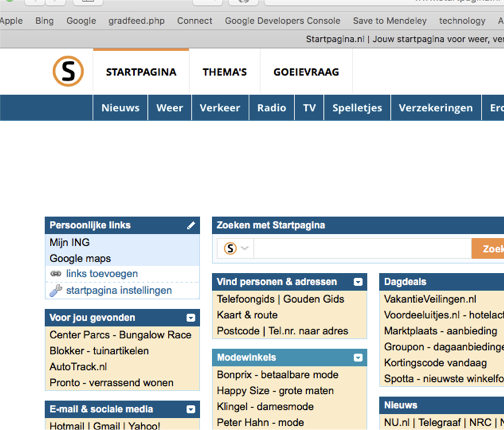 Apple Bing Google gradfeed.php Connect Google Developers Console Save to Mendeley technology
Startpagina.nl | Jouw startpagina voor weer,
S STARTPAGINA THEMA'S GOEIEVRAAG
Nieuws Weer Verkeer Radio TV Spelletjes Verzekeringen
Persoonlijke links
Mijn ING
Google maps
links toevoegen
startpagina instellingen
Voor jou gevonden
Center Parcs - Bungalow Race
Blokker - tuinartikelen
AutoTrack.nl
Pronto - verrassend wonen
E-mail & sociale media
Hotmail | Gmail | Yahoo!
Zoeken met Startpagina
S Zoek
Vind personen & adressen
Telefoongids | Gouden Gids
Kaart & route
Postcode | Tel.nr. naar adres
Modewinkels
Bonprix - betaalbare mode
Happy Size - grote maten
Klingel - damesmode
Peter Hahn - mode
Dagdeals
VakantieVeilingen.nl
Voordeeluitjes.nl - hotelac
Marktplaats - aanbieding
Groupon - dagaanbieding
Kortingscode vandaag
Spotta - nieuwste winkelfo
Nieuws
NU.nl | Telegraaf | NRC |